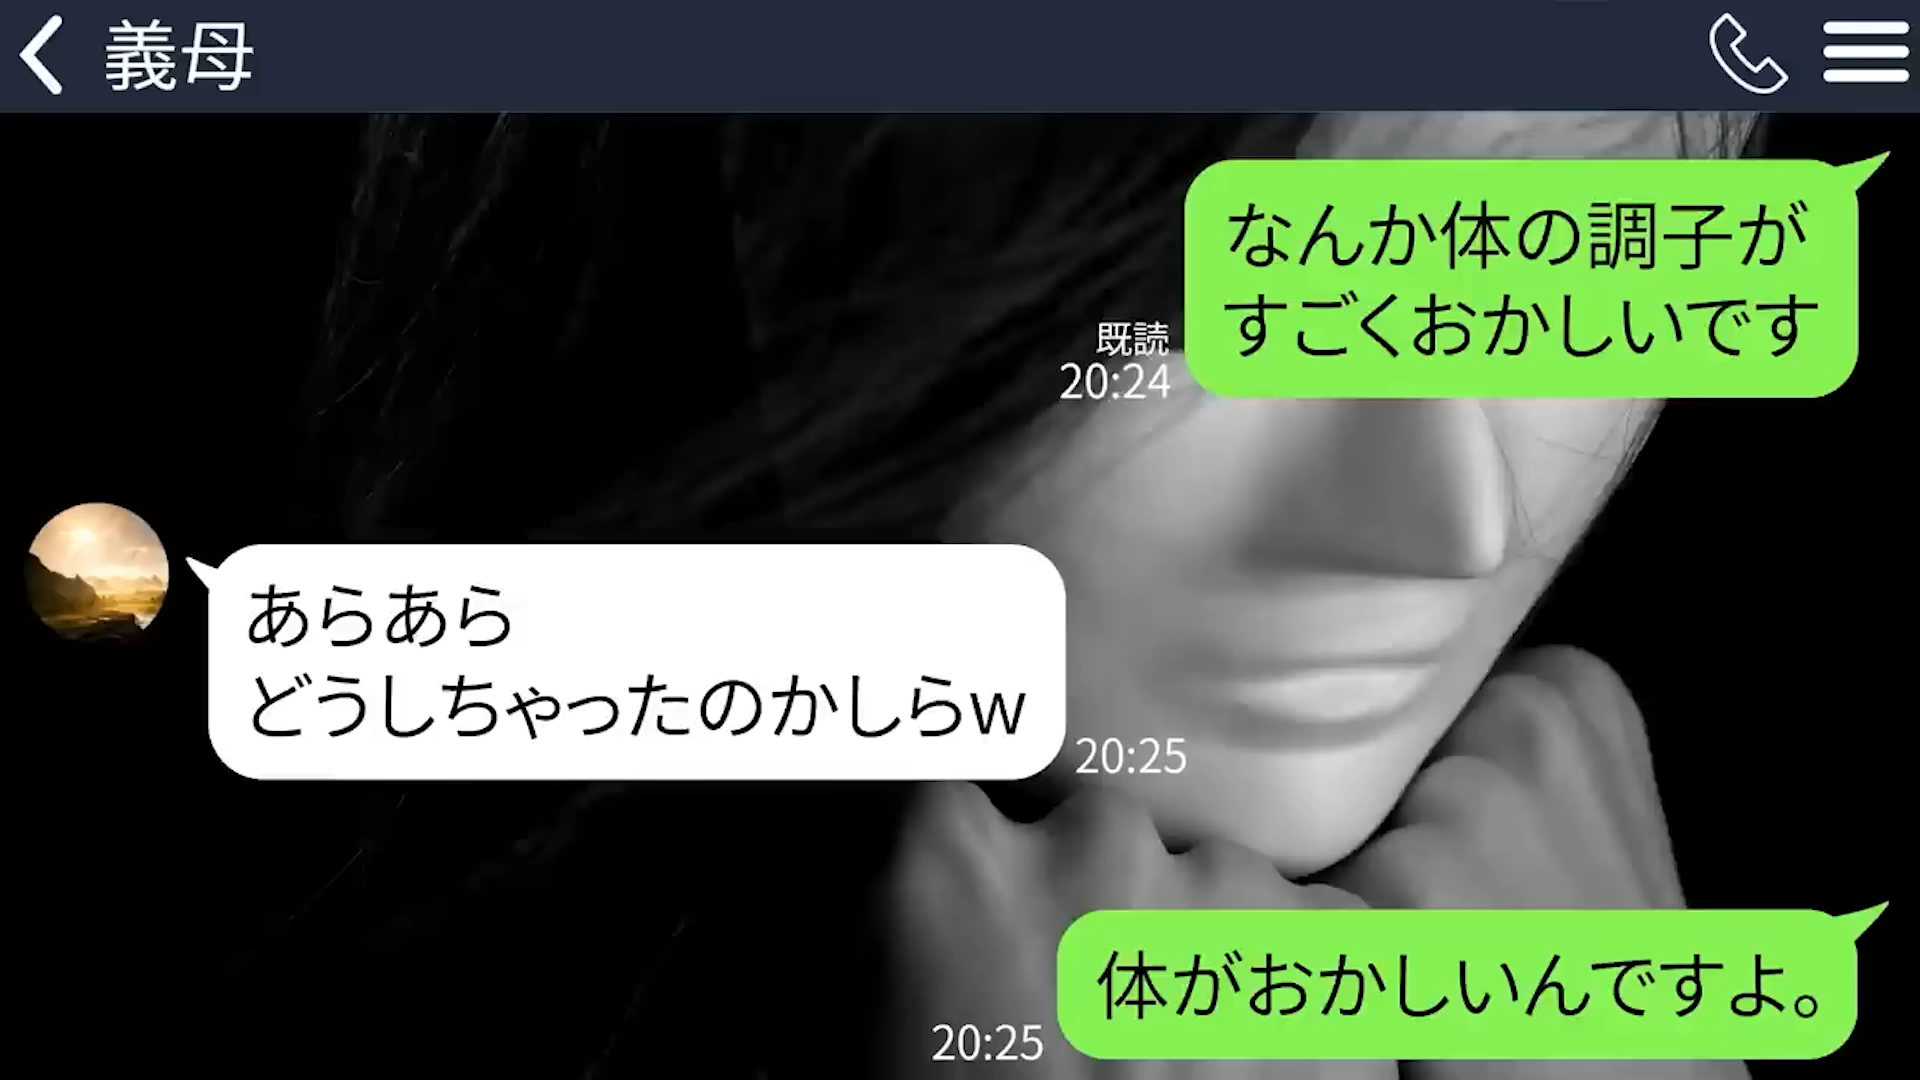 義母
なんか体の調子が
すごくおかしいです
既読
20:24
あらあら
どうしちゃったのかしらw
20:25
体がおかしいんですよ。
20:25